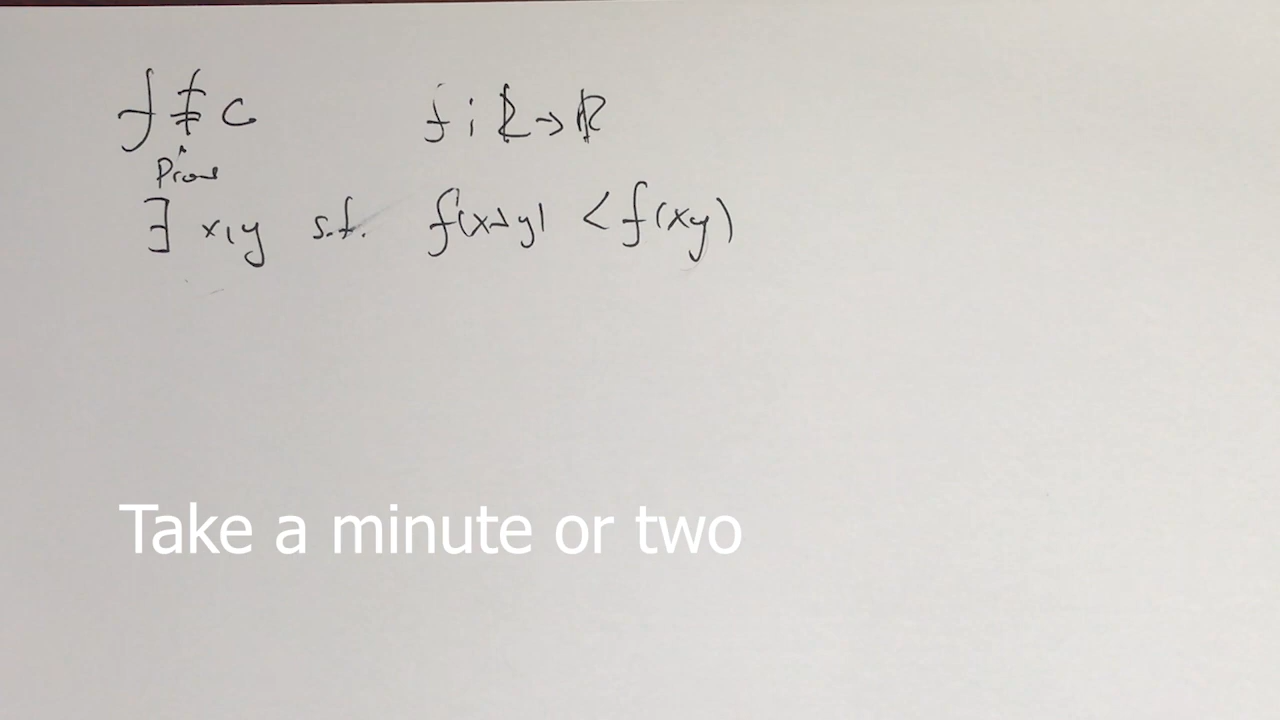 f ≢ c f : ℝ → ℝ
Prove
∃ x, y s.t. f(x+y) < f(xy)
Take a minute or two